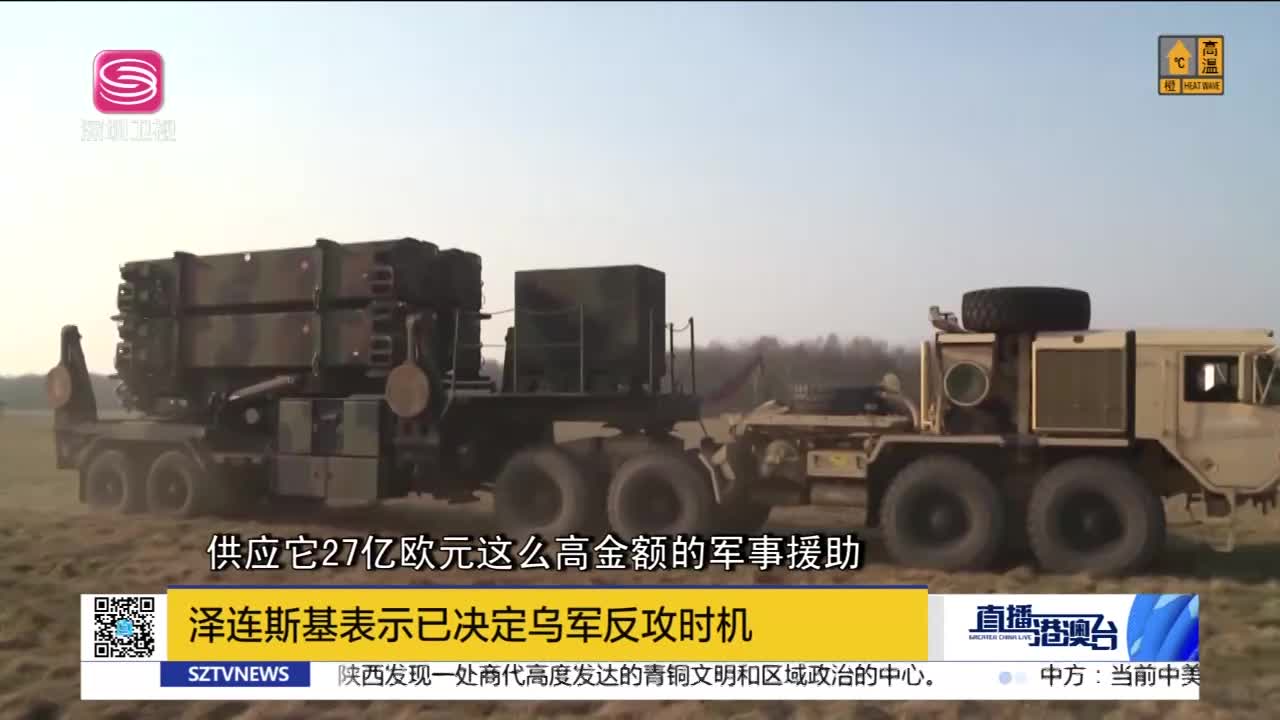 深圳卫视
高温
℃
橙
HEAT WAVE
供应它27亿欧元这么高金额的军事援助
泽连斯基表示已决定乌军反攻时机
直播港澳台
GREATER CHINA LIVE
SZTVNEWS
陕西发现一处商代高度发达的青铜文明和区域政治的中心。
中方：当前中美